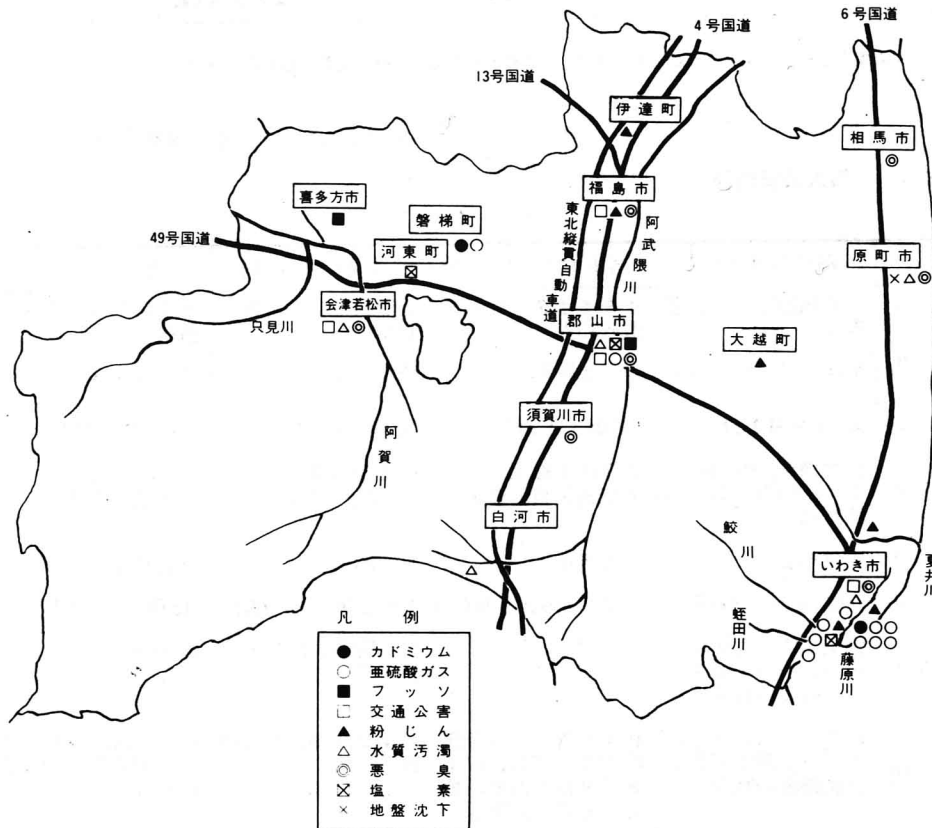 6号国道
4号国道
13号国道
伊達町
相馬市
福島市
喜多方市
磐梯町
東北縦貫自動車道
阿武隈川
49号国道
河東町
原町市
会津若松市
只見川
郡山市
大越町
須賀川市
阿賀川
白河市
鮫川
いわき市
夏井川
蛭田川
藤原川
凡例
カドミウム
亜硫酸ガス
フッソ
交通公害
粉じん
水質汚濁
悪臭
塩素
地盤沈下